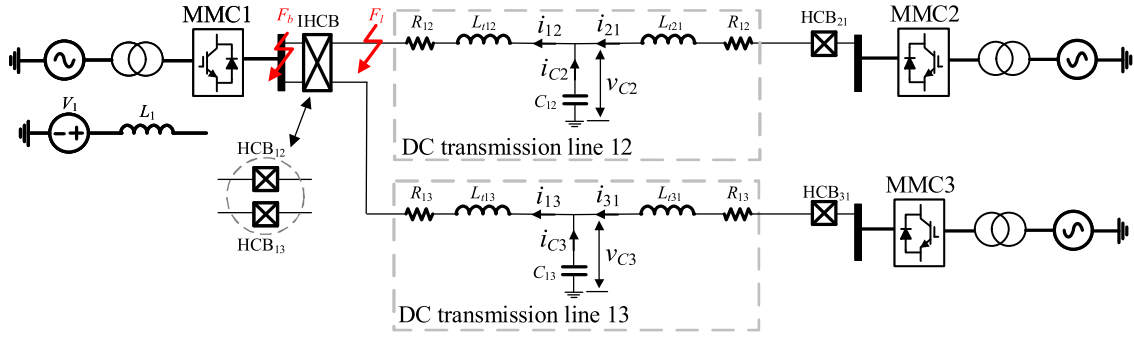 MMC1
F_b
IHCB
F_l
R_12
L_t12
i_12
i_21
L_t21
R_12
HCB_21
MMC2
i_C2
v_C2
C_12
DC transmission line 12
V_1
L_1
HCB_12
HCB_13
R_13
L_t13
i_13
i_31
L_t31
R_13
HCB_31
MMC3
i_C3
v_C3
C_13
DC transmission line 13